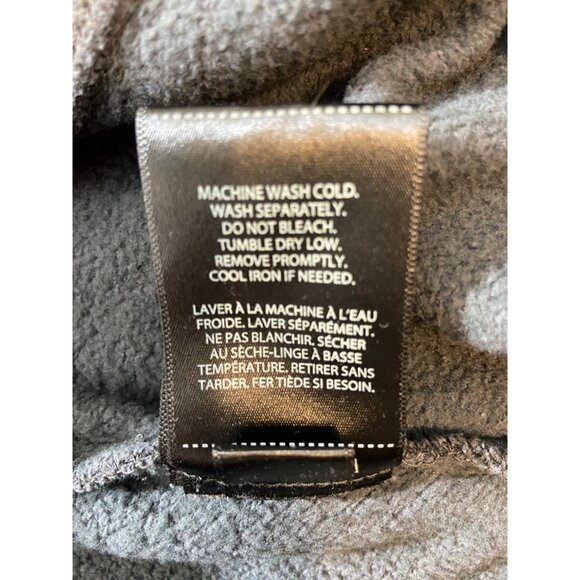 MACHINE WASH COLD.
WASH SEPARATELY.
DO NOT BLEACH.
TUMBLE DRY LOW.
REMOVE PROMPTLY.
COOL IRON IF NEEDED.
LAVER À LA MACHINE À L'EAU
FROIDE. LAVER SÉPARÉMENT.
NE PAS BLANCHIR. SÉCHER
AU SÈCHE-LINGE À BASSE
TEMPÉRATURE. RETIRER SANS
TARDER. FER TIÈDE SI BESOIN.